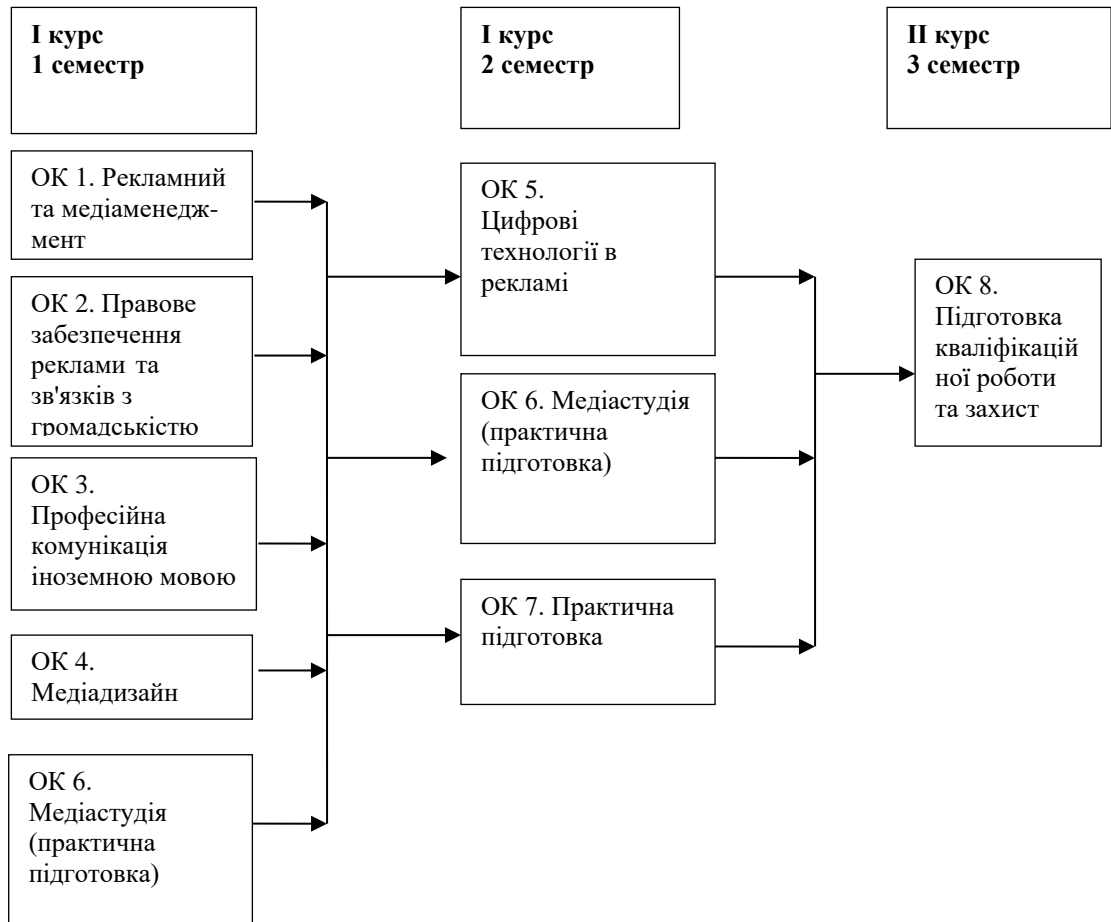 І курс
1 семестр
І курс
2 семестр
ІІ курс
3 семестр
ОК 1. Рекламний
та медіаменедж-
мент
ОК 2. Правове
забезпечення
реклами та
зв'язків з
громадськістю
ОК 3.
Професійна
комунікація
іноземною мовою
ОК 4.
Медіадизайн
ОК 6.
Медіастудія
(практична
підготовка)
ОК 5.
Цифрові
технології в
рекламі
ОК 6. Медіастудія
(практична
підготовка)
ОК 7. Практична
підготовка
ОК 8.
Підготовка
кваліфікацій
ної роботи
та захист